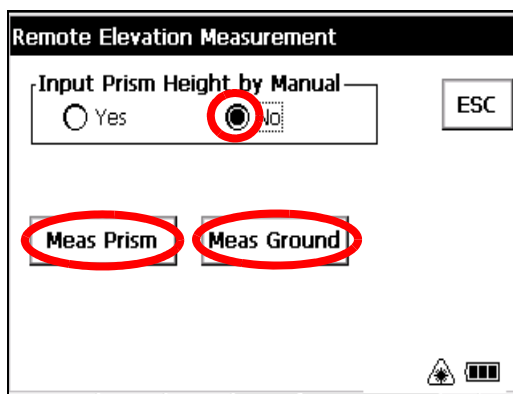 Remote Elevation Measurement
Input Prism Height by Manual
Yes No
ESC
Meas Prism Meas Ground